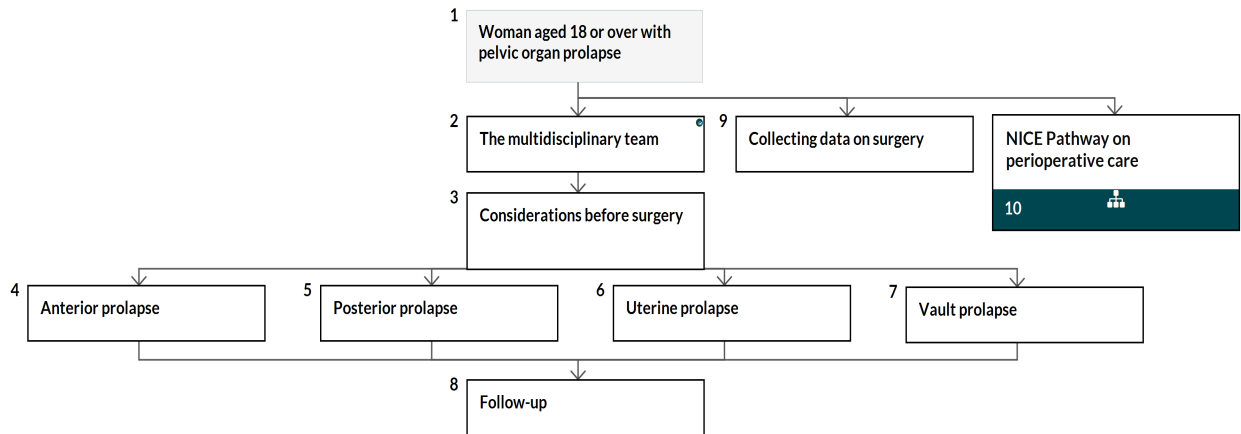 1
Woman aged 18 or over with
pelvic organ prolapse
2
The multidisciplinary team
9
Collecting data on surgery
NICE Pathway on
perioperative care
10
3
Considerations before surgery
4
Anterior prolapse
5
Posterior prolapse
6
Uterine prolapse
7
Vault prolapse
8
Follow-up